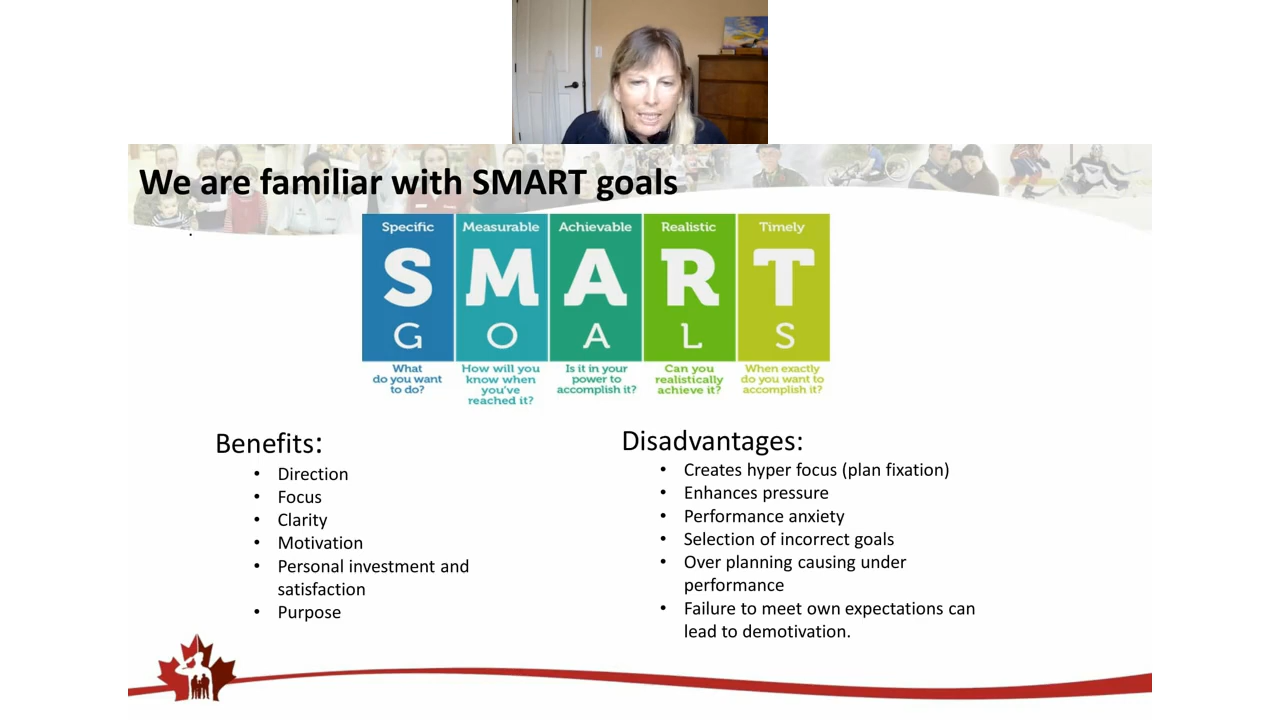 We are familiar with SMART goals
.
Specific Measurable Achievable Realistic Timely
S M A R T
G O A L S
What
do you want
to do?
How will you
know when
you've
reached it?
Is it in your
power to
accomplish it?
Can you
realistically
achieve it?
When exactly
do you want to
accomplish it?
Benefits:
• Direction
• Focus
• Clarity
• Motivation
• Personal investment and
satisfaction
• Purpose
Disadvantages:
• Creates hyper focus (plan fixation)
• Enhances pressure
• Performance anxiety
• Selection of incorrect goals
• Over planning causing under
performance
• Failure to meet own expectations can
lead to demotivation.